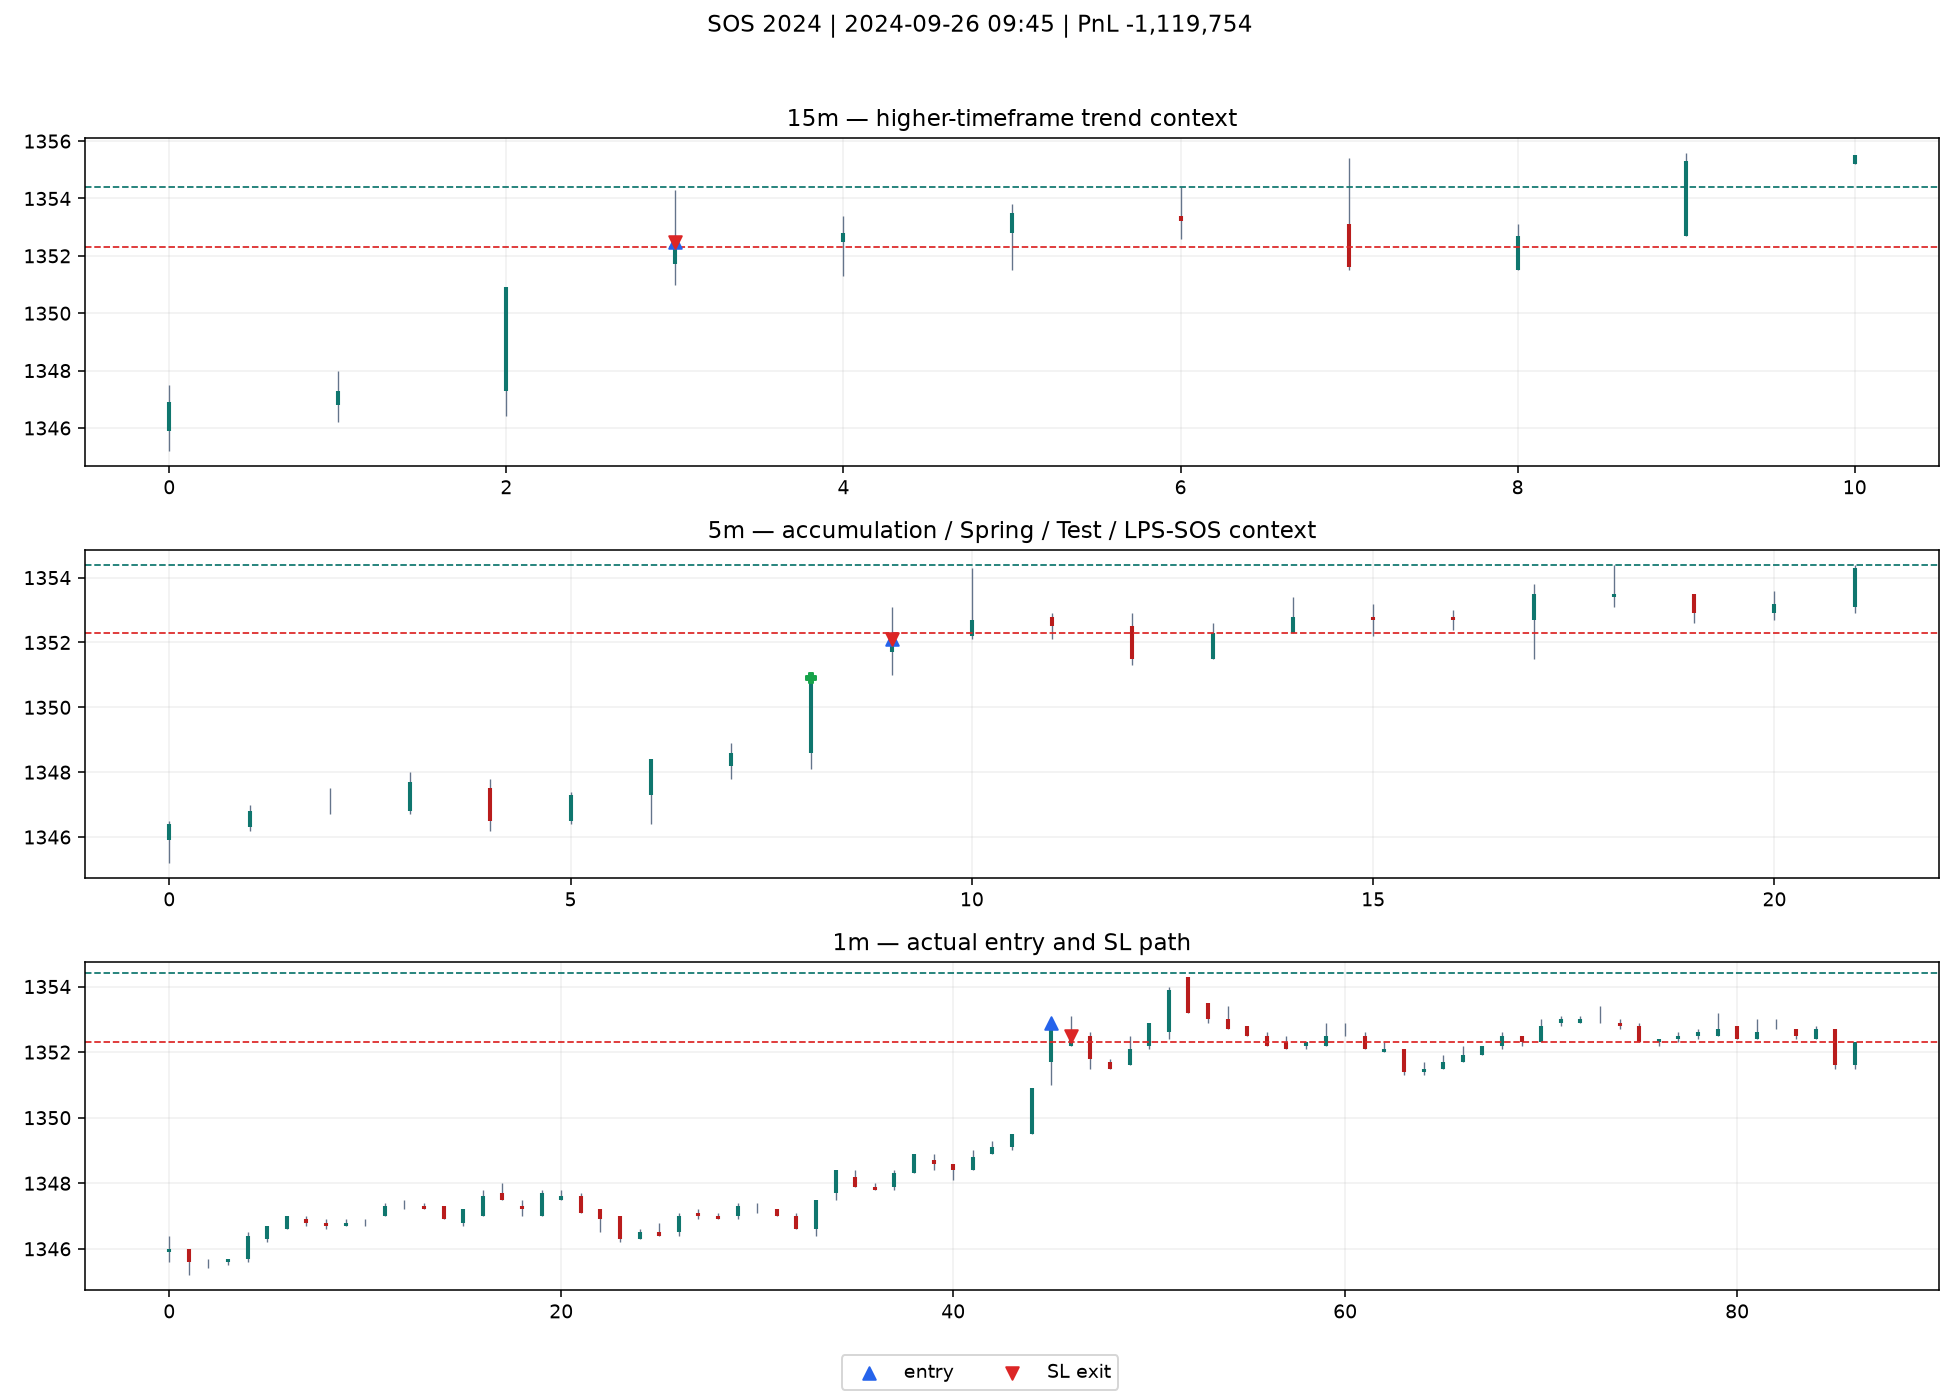 SOS 2024 | 2024-09-26 09:45 | PnL -1,119,754
15m — higher-timeframe trend context
1356
1354
1352
1350
1348
1346
0 2 4 6 8 10
5m — accumulation / Spring / Test / LPS-SOS context
1354
1352
1350
1348
1346
0 5 10 15 20
1m — actual entry and SL path
1354
1352
1350
1348
1346
0 20 40 60 80
entry SL exit